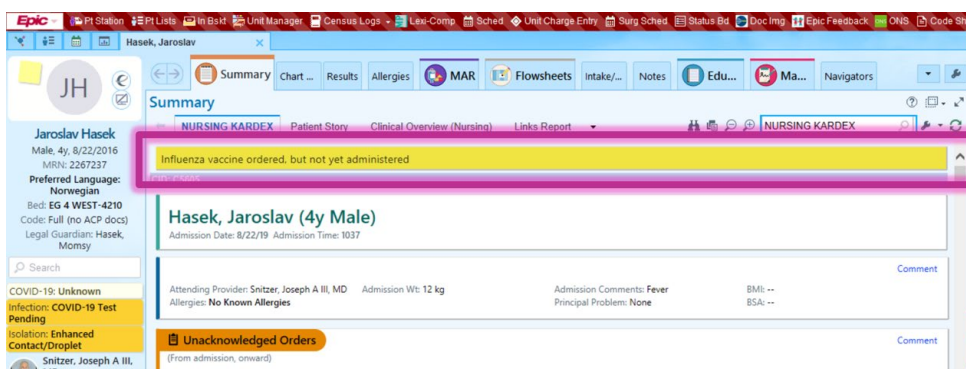 Epic Pt Station Pt Lists In Bskt Unit Manager Census Logs Lexi-Comp Sched Unit Charge Entry Surg Sched Status Bd Doc Img Epic Feedback ONS Code Sh
Hasek, Jaroslav ×
JH
Jaroslav Hasek
Male, 4y, 8/22/2016
MRN: 2267237
Preferred Language:
Norwegian
Bed: EG 4 WEST-4210
Code: Full (no ACP docs)
Legal Guardian: Hasek,
Momsy
Search
COVID-19: Unknown
Infection: COVID-19 Test
Pending
Isolation: Enhanced
Contact/Droplet
Snitzer, Joseph A III,
Summary Chart ... Results Allergies MAR Flowsheets Intake/... Notes Edu... Ma... Navigators
Summary
NURSING KARDEX Patient Story Clinical Overview (Nursing) Links Report NURSING KARDEX
Influenza vaccine ordered, but not yet administered
Hasek, Jaroslav (4y Male)
Admission Date: 8/22/19 Admission Time: 1037
Comment
Attending Provider: Snitzer, Joseph A III, MD Admission Wt: 12 kg Admission Comments: Fever BMI: --
Allergies: No Known Allergies Principal Problem: None BSA: --
Unacknowledged Orders Comment
(From admission, onward)